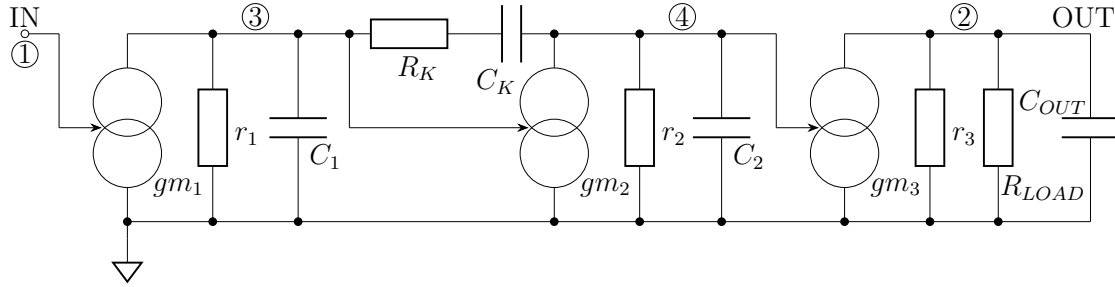 IN
①
③
④
②
OUT
R_K
C_K
r_1
C_1
gm_1
gm_2
r_2
C_2
gm_3
r_3
R_LOAD
C_OUT